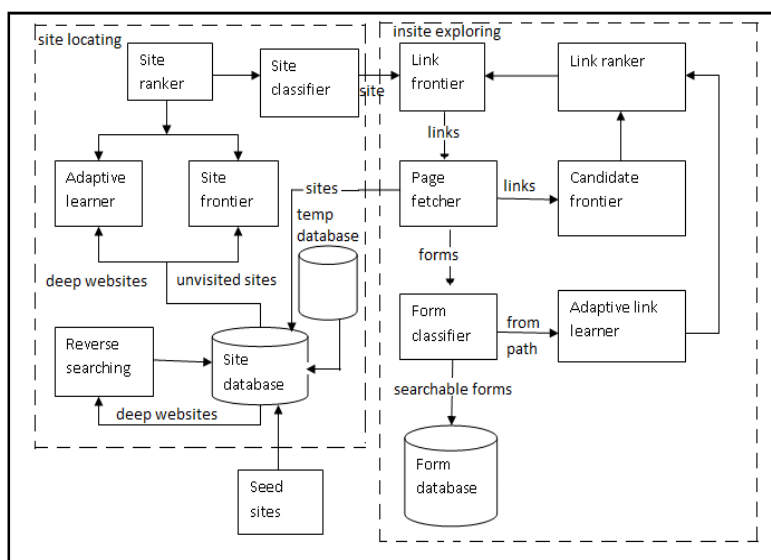 site locating
insite exploring
Site
ranker
Site
classifier
site
Link
frontier
Link ranker
links
Adaptive
learner
Site
frontier
sites
Page
fetcher
links
Candidate
frontier
temp
database
forms
deep websites
unvisited sites
Form
classifier
from
path
Adaptive link
learner
Reverse
searching
Site
database
searchable forms
deep websites
Form
database
Seed
sites